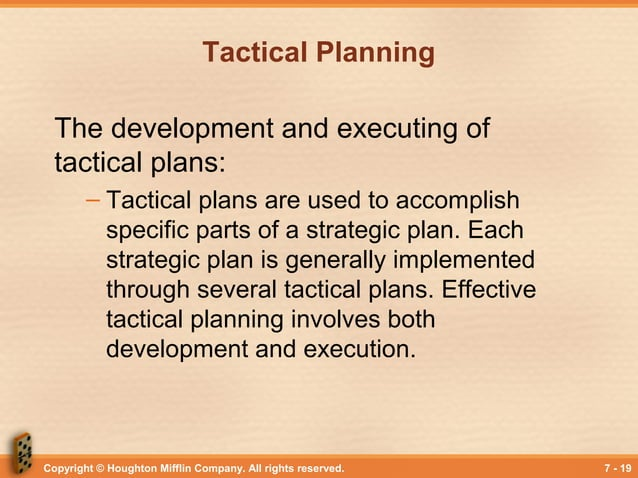 Tactical Planning
The development and executing of
tactical plans:
– Tactical plans are used to accomplish
specific parts of a strategic plan. Each
strategic plan is generally implemented
through several tactical plans. Effective
tactical planning involves both
development and execution.
Copyright © Houghton Mifflin Company. All rights reserved. 7 - 19